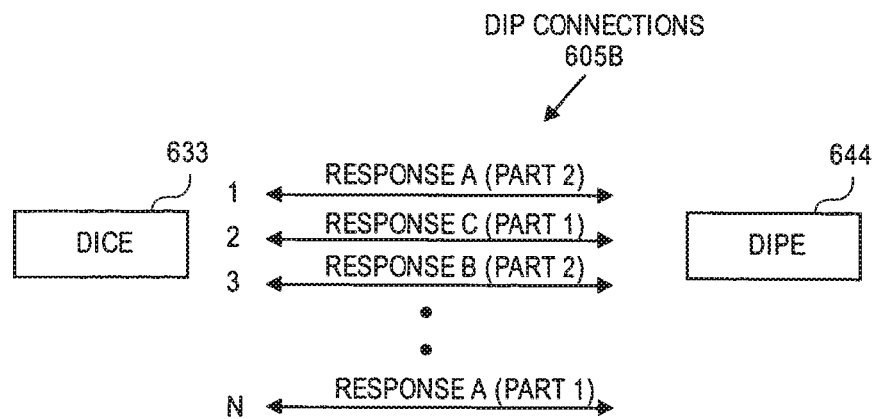 DIP CONNECTIONS
605B
633
644
1 RESPONSE A (PART 2)
DICE
2 RESPONSE C (PART 1)
DIPE
3 RESPONSE B (PART 2)
N RESPONSE A (PART 1)